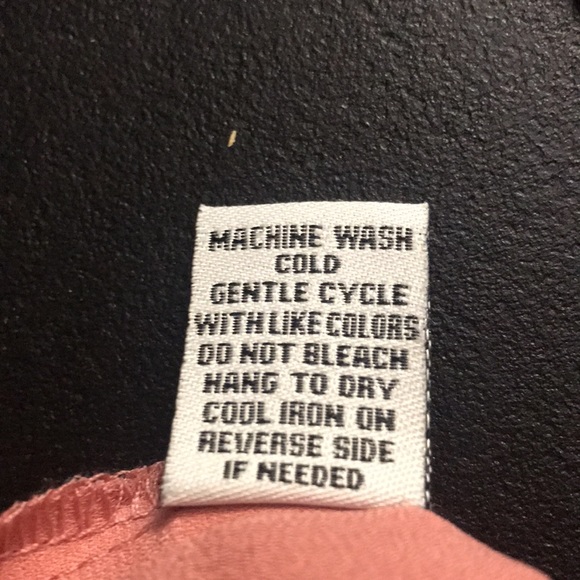 MACHINE WASH
COLD
GENTLE CYCLE
WITH LIKE COLORS
DO NOT BLEACH
HANG TO DRY
COOL IRON ON
REVERSE SIDE
IF NEEDED